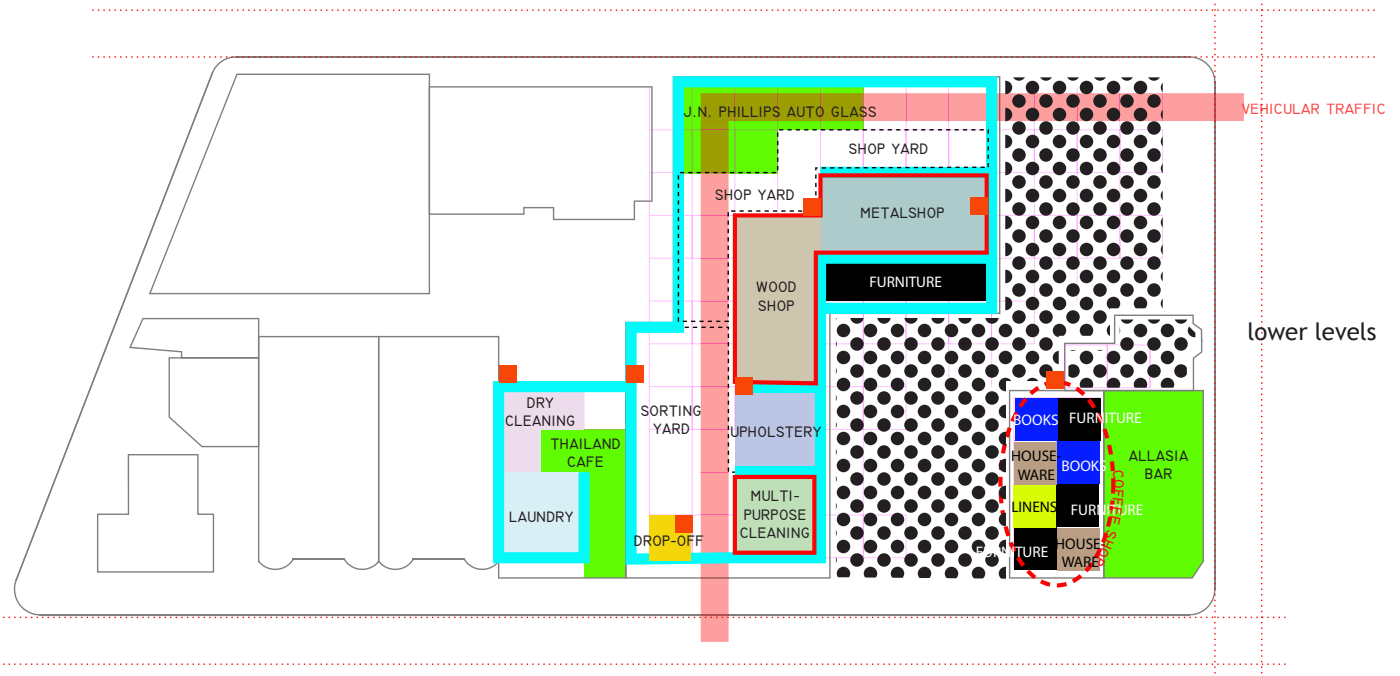 VEHICULAR TRAFFIC
J.N. PHILLIPS AUTO GLASS
SHOP YARD
SHOP YARD
METALSHOP
FURNITURE
WOOD
SHOP
lower levels
DRY
CLEANING
SORTING
YARD
UPHOLSTERY
THAILAND
CAFE
LAUNDRY
MULTI-
PURPOSE
CLEANING
DROP-OFF
BOOKS
FURNITURE
HOUSE-
WARE
BOOKS
LINENS
FURNITURE
FURNITURE
HOUSE-
WARE
COFFEE SHOP
ALLASIA
BAR